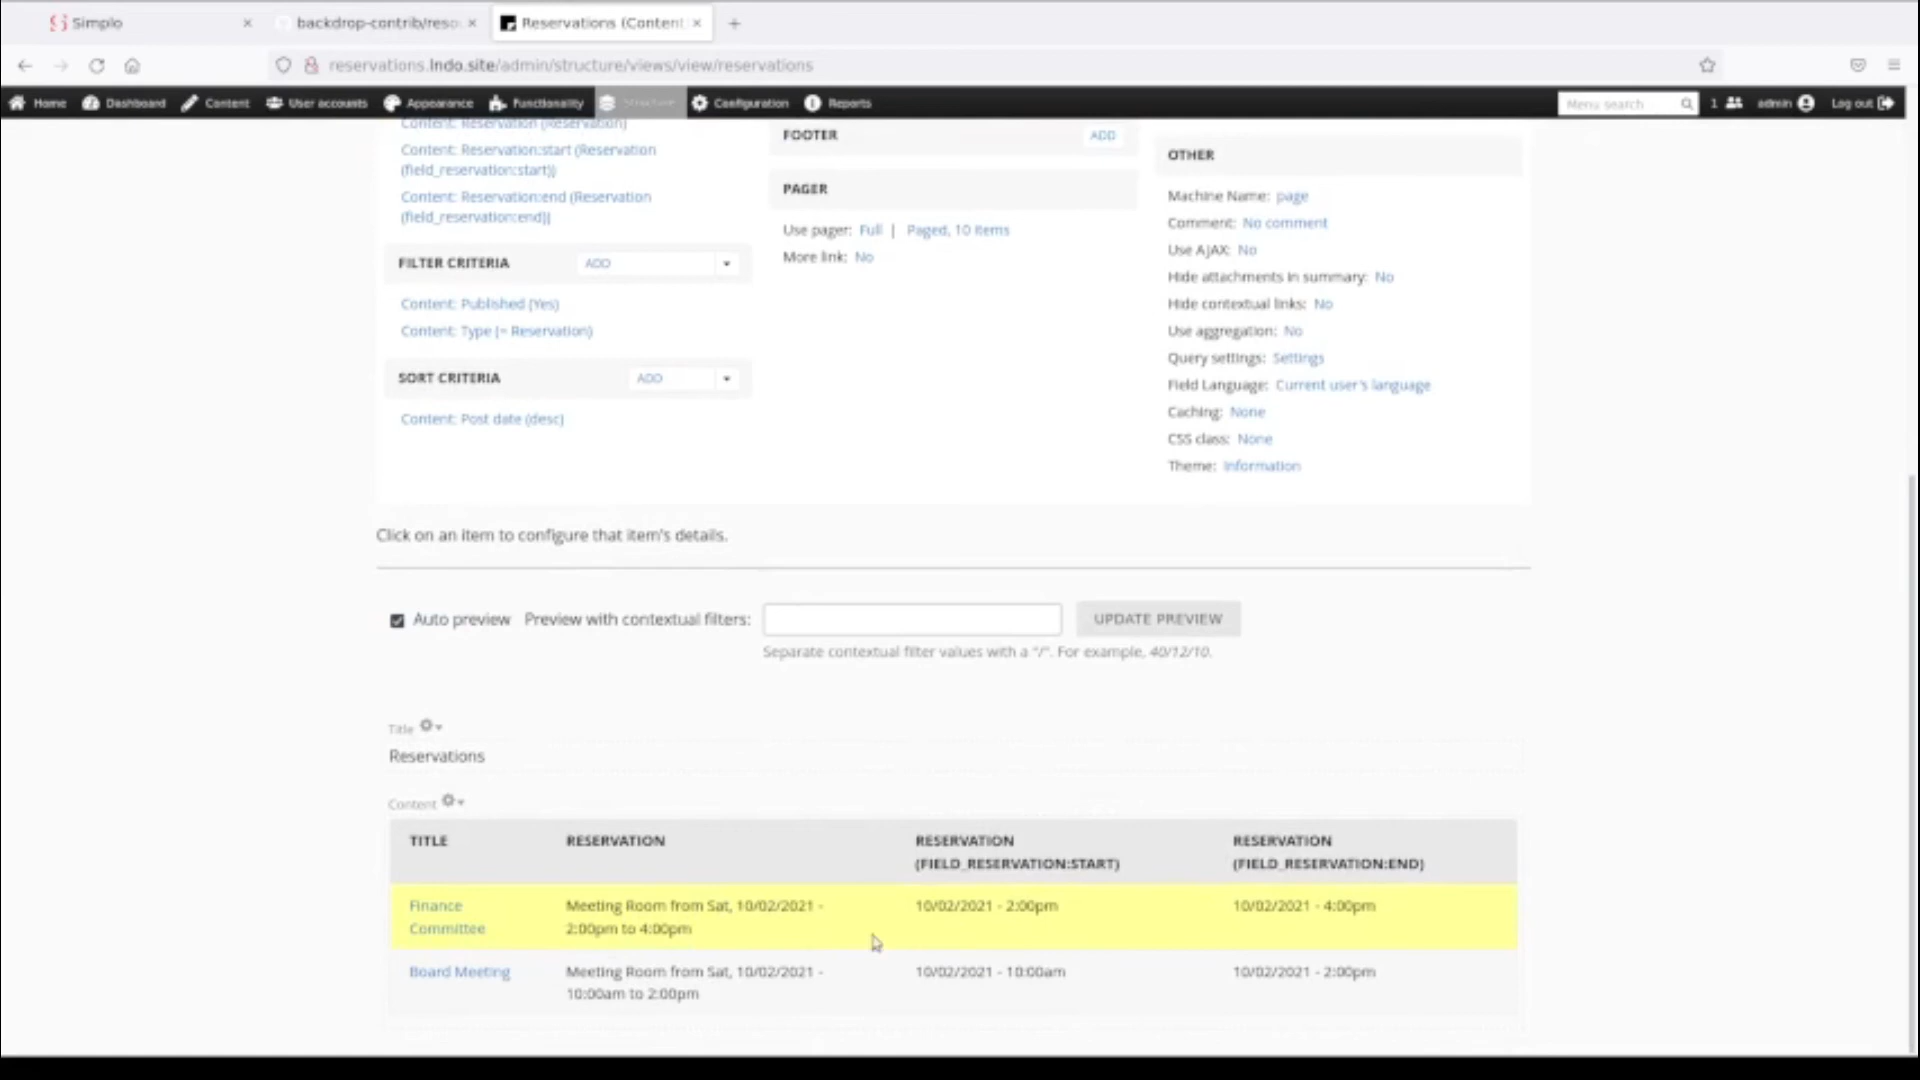 Simplo
backdrop-contrib/reso
Reservations (Content
reservations.lndo.site/admin/structure/views/view/reservations
Home Dashboard Content User accounts Appearance Functionality Structure Configuration Reports Menu search 1 admin Log out
Content: Reservation (Reservation)
Content: Reservation:start (Reservation
(field_reservation:start))
Content: Reservation:end (Reservation
(field_reservation:end))
FILTER CRITERIA ADD
Content: Published (Yes)
Content: Type (= Reservation)
SORT CRITERIA ADD
Content: Post date (desc)
FOOTER ADD
PAGER
Use pager: Full | Paged, 10 items
More link: No
OTHER
Machine Name: page
Comment: No comment
Use AJAX: No
Hide attachments in summary: No
Hide contextual links: No
Use aggregation: No
Query settings: Settings
Field Language: Current user's language
Caching: None
CSS class: None
Theme: Information
Click on an item to configure that item's details.
Auto preview Preview with contextual filters: UPDATE PREVIEW
Separate contextual filter values with a "/". For example, 40/12/10.
Title
Reservations
Content
TITLE RESERVATION RESERVATION RESERVATION
(FIELD_RESERVATION:START) (FIELD_RESERVATION:END)
Finance Meeting Room from Sat, 10/02/2021 - 10/02/2021 - 2:00pm 10/02/2021 - 4:00pm
Committee 2:00pm to 4:00pm
Board Meeting Meeting Room from Sat, 10/02/2021 - 10/02/2021 - 10:00am 10/02/2021 - 2:00pm
10:00am to 2:00pm